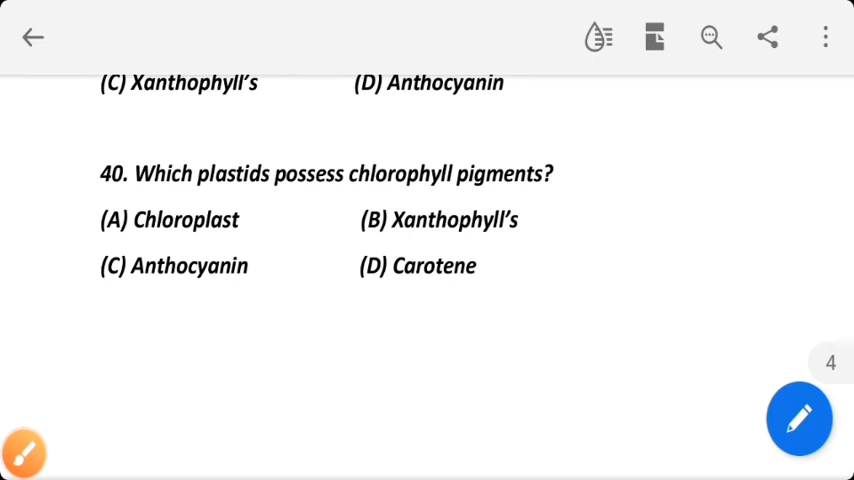 (C) Xanthophyll's (D) Anthocyanin
40. Which plastids possess chlorophyll pigments?
(A) Chloroplast (B) Xanthophyll's
(C) Anthocyanin (D) Carotene
4